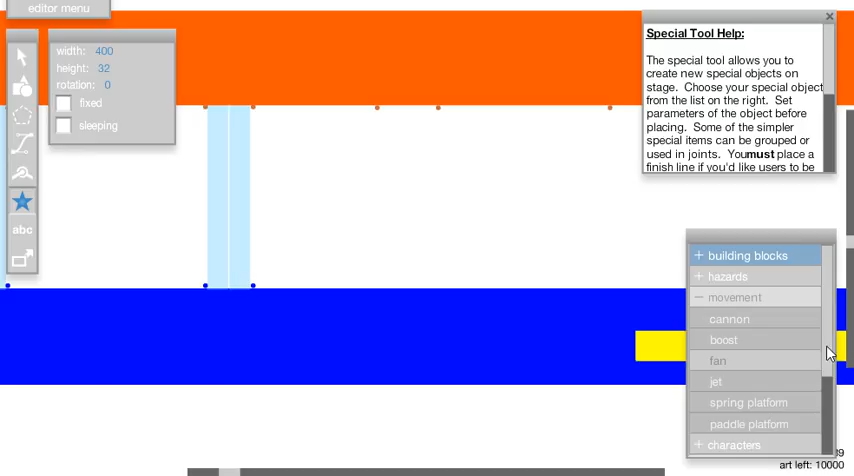 editor menu
width: 400
height: 32
rotation: 0
fixed
sleeping
abc
Special Tool Help:
The special tool allows you to
create new special objects on
stage. Choose your special object
from the list on the right. Set
parameters of the object before
placing. Some of the simpler
special items can be grouped or
used in joints. Youmust place a
finish line if you'd like users to be
+ building blocks
+ hazards
− movement
cannon
boost
fan
jet
spring platform
paddle platform
+ characters
art left: 10000